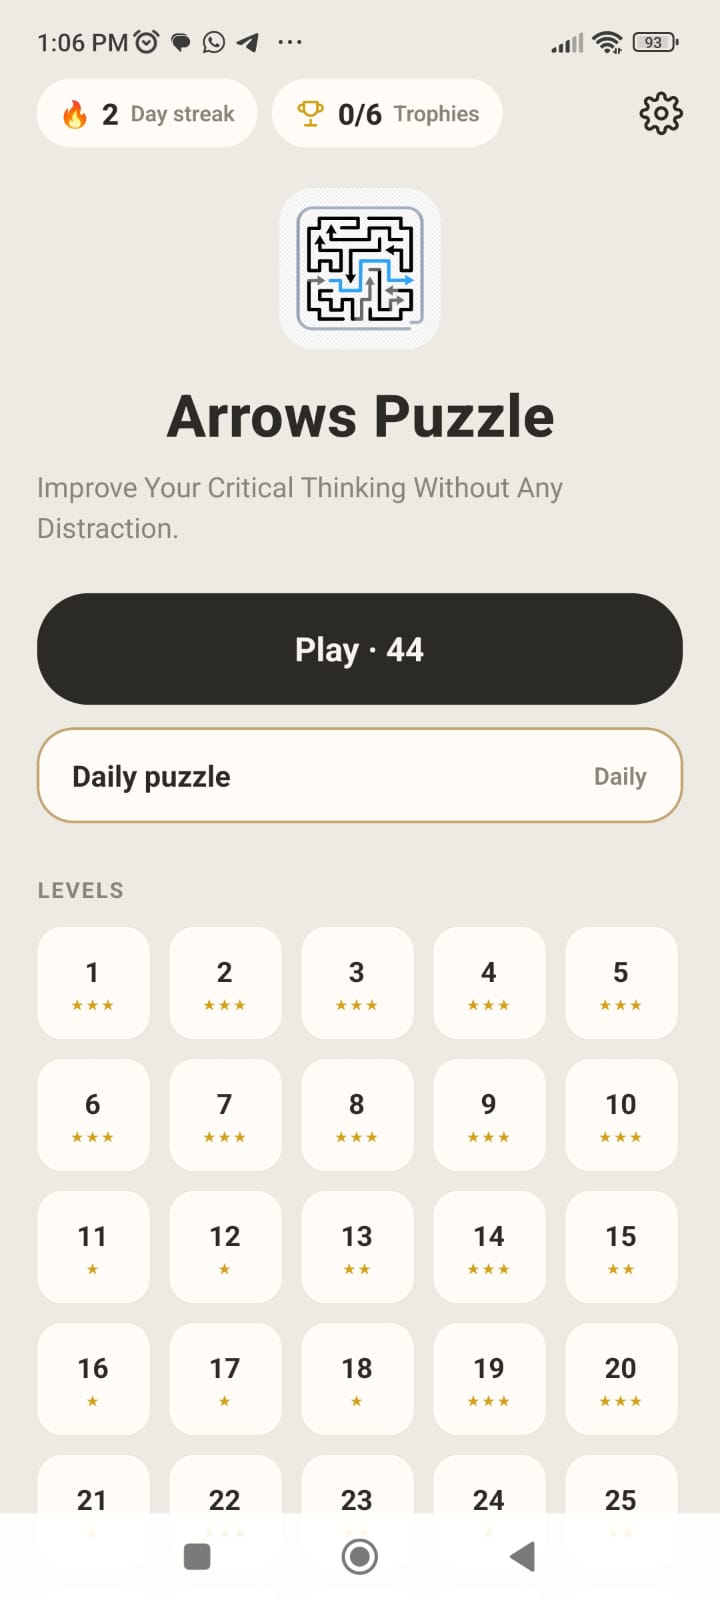 1:06 PM
93
2 Day streak
0/6 Trophies
Arrows Puzzle
Improve Your Critical Thinking Without Any
Distraction.
Play · 44
Daily puzzle Daily
LEVELS
1 2 3 4 5
★★★ ★★★ ★★★ ★★★ ★★★
6 7 8 9 10
★★★ ★★★ ★★★ ★★★ ★★★
11 12 13 14 15
★ ★ ★★ ★★★ ★★
16 17 18 19 20
★ ★ ★ ★★★ ★★★
21 22 23 24 25